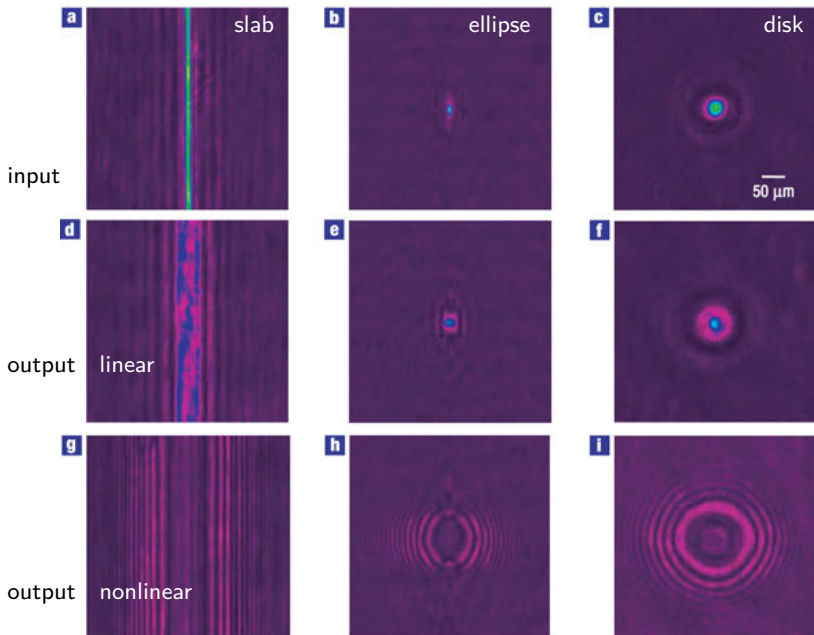 a slab
b ellipse
c disk
input
50 μm
d
e
f
output linear
g
h
i
output nonlinear